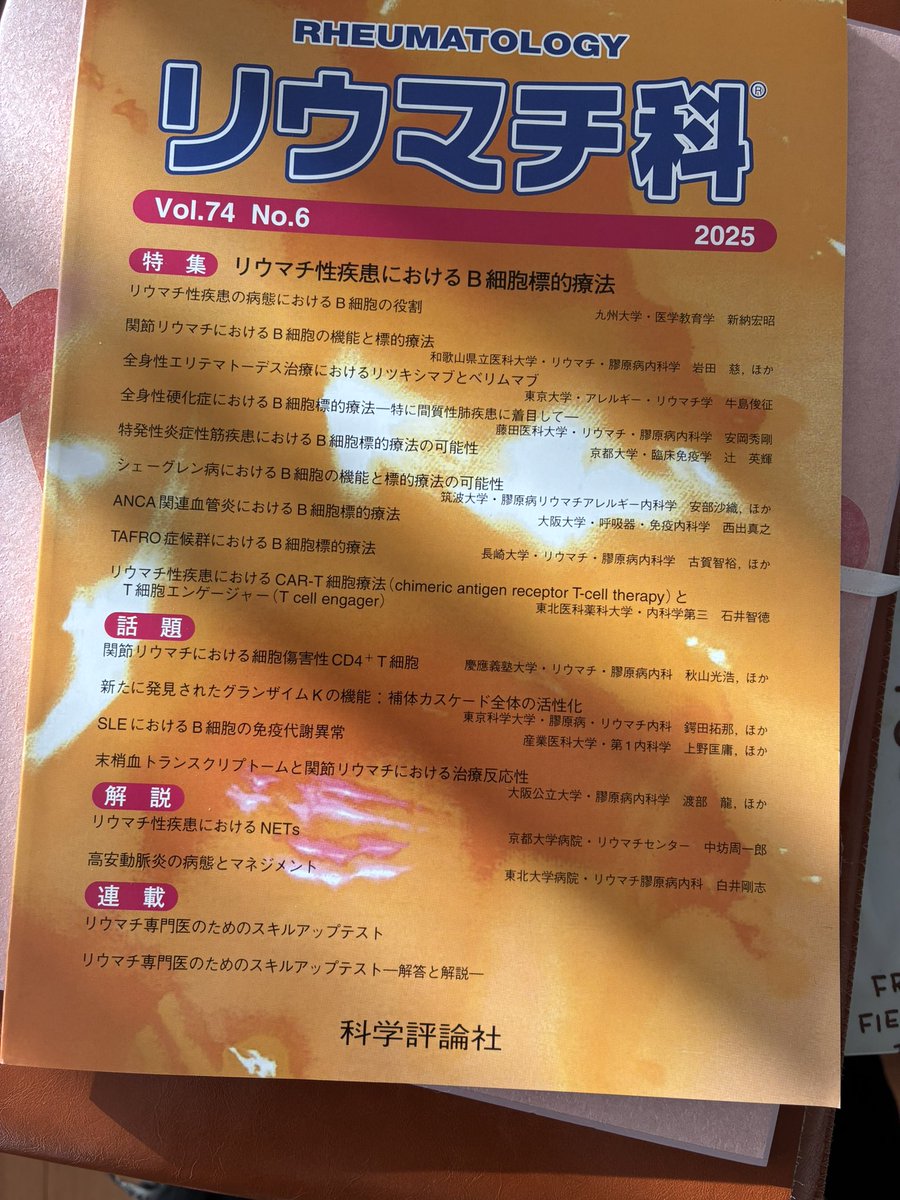 RHEUMATOLOGY
リウマチ科®
Vol.74 No.6
2025
特集 リウマチ性疾患におけるB細胞標的療法
リウマチ性疾患の病態におけるB細胞の役割
九州大学・医学教育学 新納宏昭
関節リウマチにおけるB細胞の機能と標的療法
和歌山県立医科大学・リウマチ・膠原病内科学 岩田 慈,ほか
全身性エリテマトーデス治療におけるリツキシマブとベリムマブ
東京大学・アレルギー・リウマチ学 牛島俊征
全身性硬化症におけるB細胞標的療法―特に間質性肺疾患に着目して―
藤田医科大学・リウマチ・膠原病内科学 安岡秀剛
特発性炎症性筋疾患におけるB細胞標的療法の可能性
京都大学・臨床免疫学 辻 英輝
シェーグレン病におけるB細胞の機能と標的療法の可能性
筑波大学・膠原病リウマチアレルギー内科学 安部沙織,ほか
ANCA関連血管炎におけるB細胞標的療法
大阪大学・呼吸器・免疫内科学 西出真之
TAFRO症候群におけるB細胞標的療法
長崎大学・リウマチ・膠原病内科学 古賀智裕,ほか
リウマチ性疾患におけるCAR-T細胞療法(chimeric antigen receptor T-cell therapy)と
T細胞エンゲージャー(T cell engager)
東北医科薬科大学・内科学第三 石井智徳
話題
関節リウマチにおける細胞傷害性CD4⁺T細胞
慶應義塾大学・リウマチ・膠原病内科 秋山光浩,ほか
新たに発見されたグランザイムKの機能:補体カスケード全体の活性化
東京科学大学・膠原病・リウマチ内科 鍔田拓那,ほか
SLEにおけるB細胞の免疫代謝異常
産業医科大学・第1内科学 上野匡庸,ほか
末梢血トランスクリプトームと関節リウマチにおける治療反応性
大阪公立大学・膠原病内科学 渡部 龍,ほか
解説
リウマチ性疾患におけるNETs
京都大学病院・リウマチセンター 中坊周一郎
高安動脈炎の病態とマネジメント
東北大学病院・リウマチ膠原病内科 白井剛志
連載
リウマチ専門医のためのスキルアップテスト
リウマチ専門医のためのスキルアップテスト―解答と解説―
科学評論社
FR
FIE